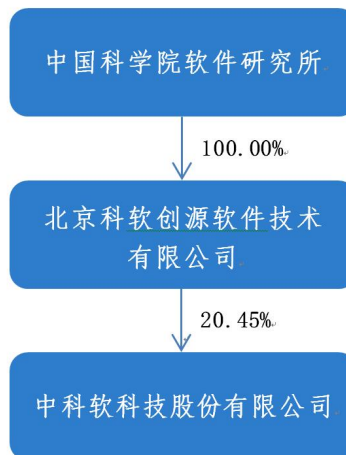 中国科学院软件研究所
100.00%
北京科软创源软件技术
有限公司
20.45%
中科软科技股份有限公司